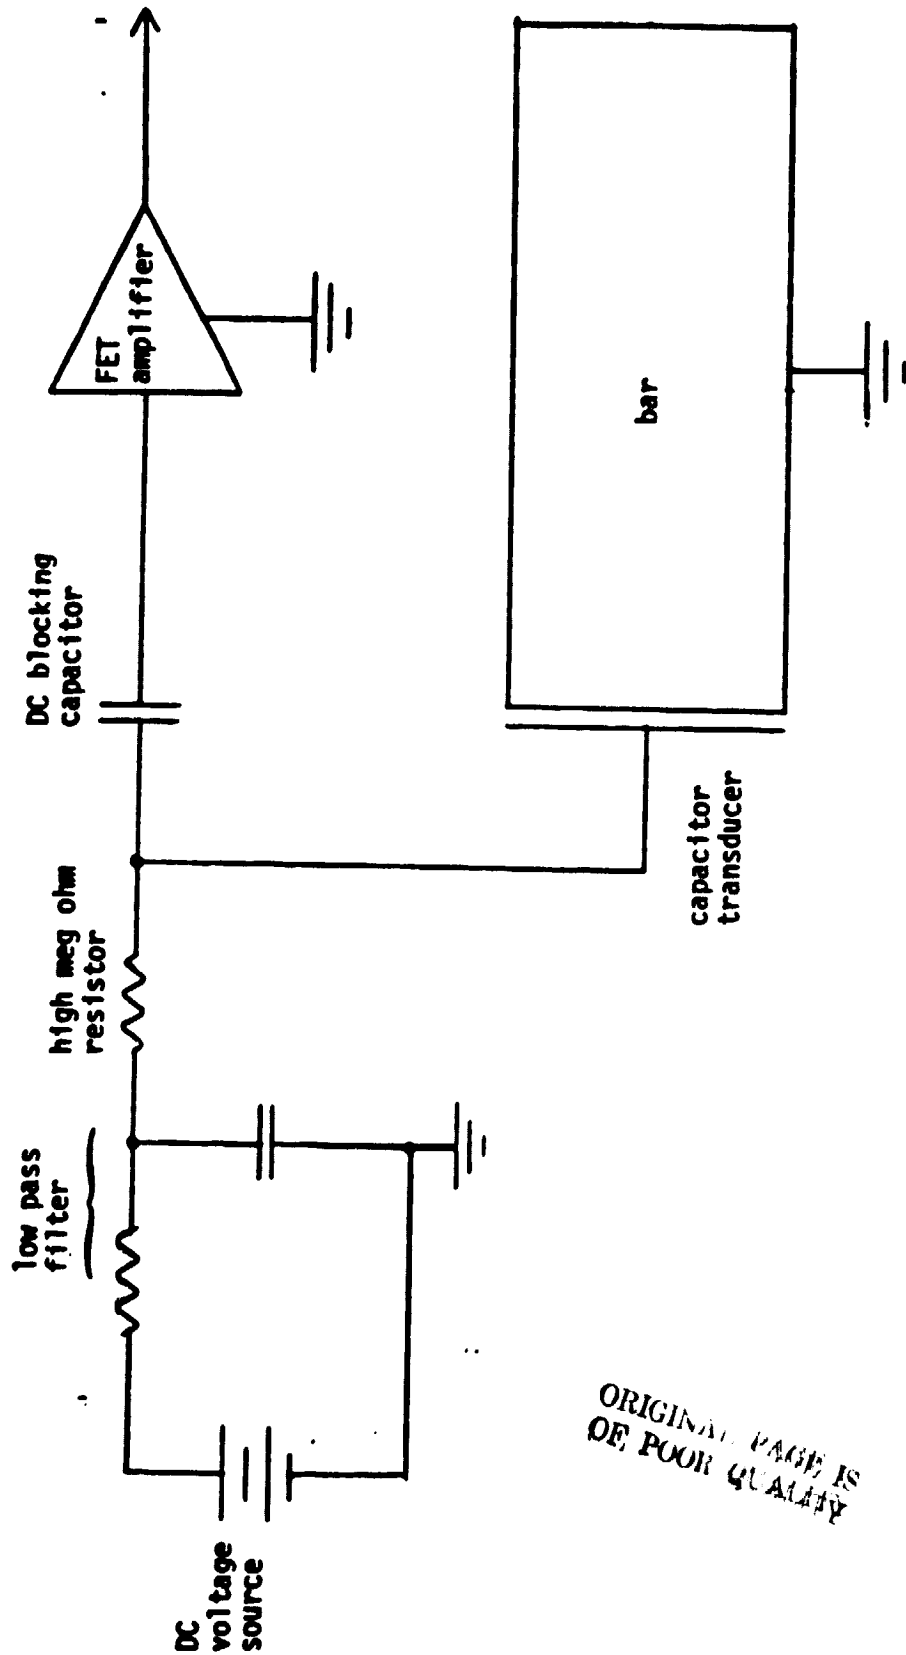 DC
voltage
source
low pass
filter
high meg ohm
resistor
DC blocking
capacitor
FET
amplifier
capacitor
transducer
bar
ORIGINAL PAGE IS
OF POOR QUALITY